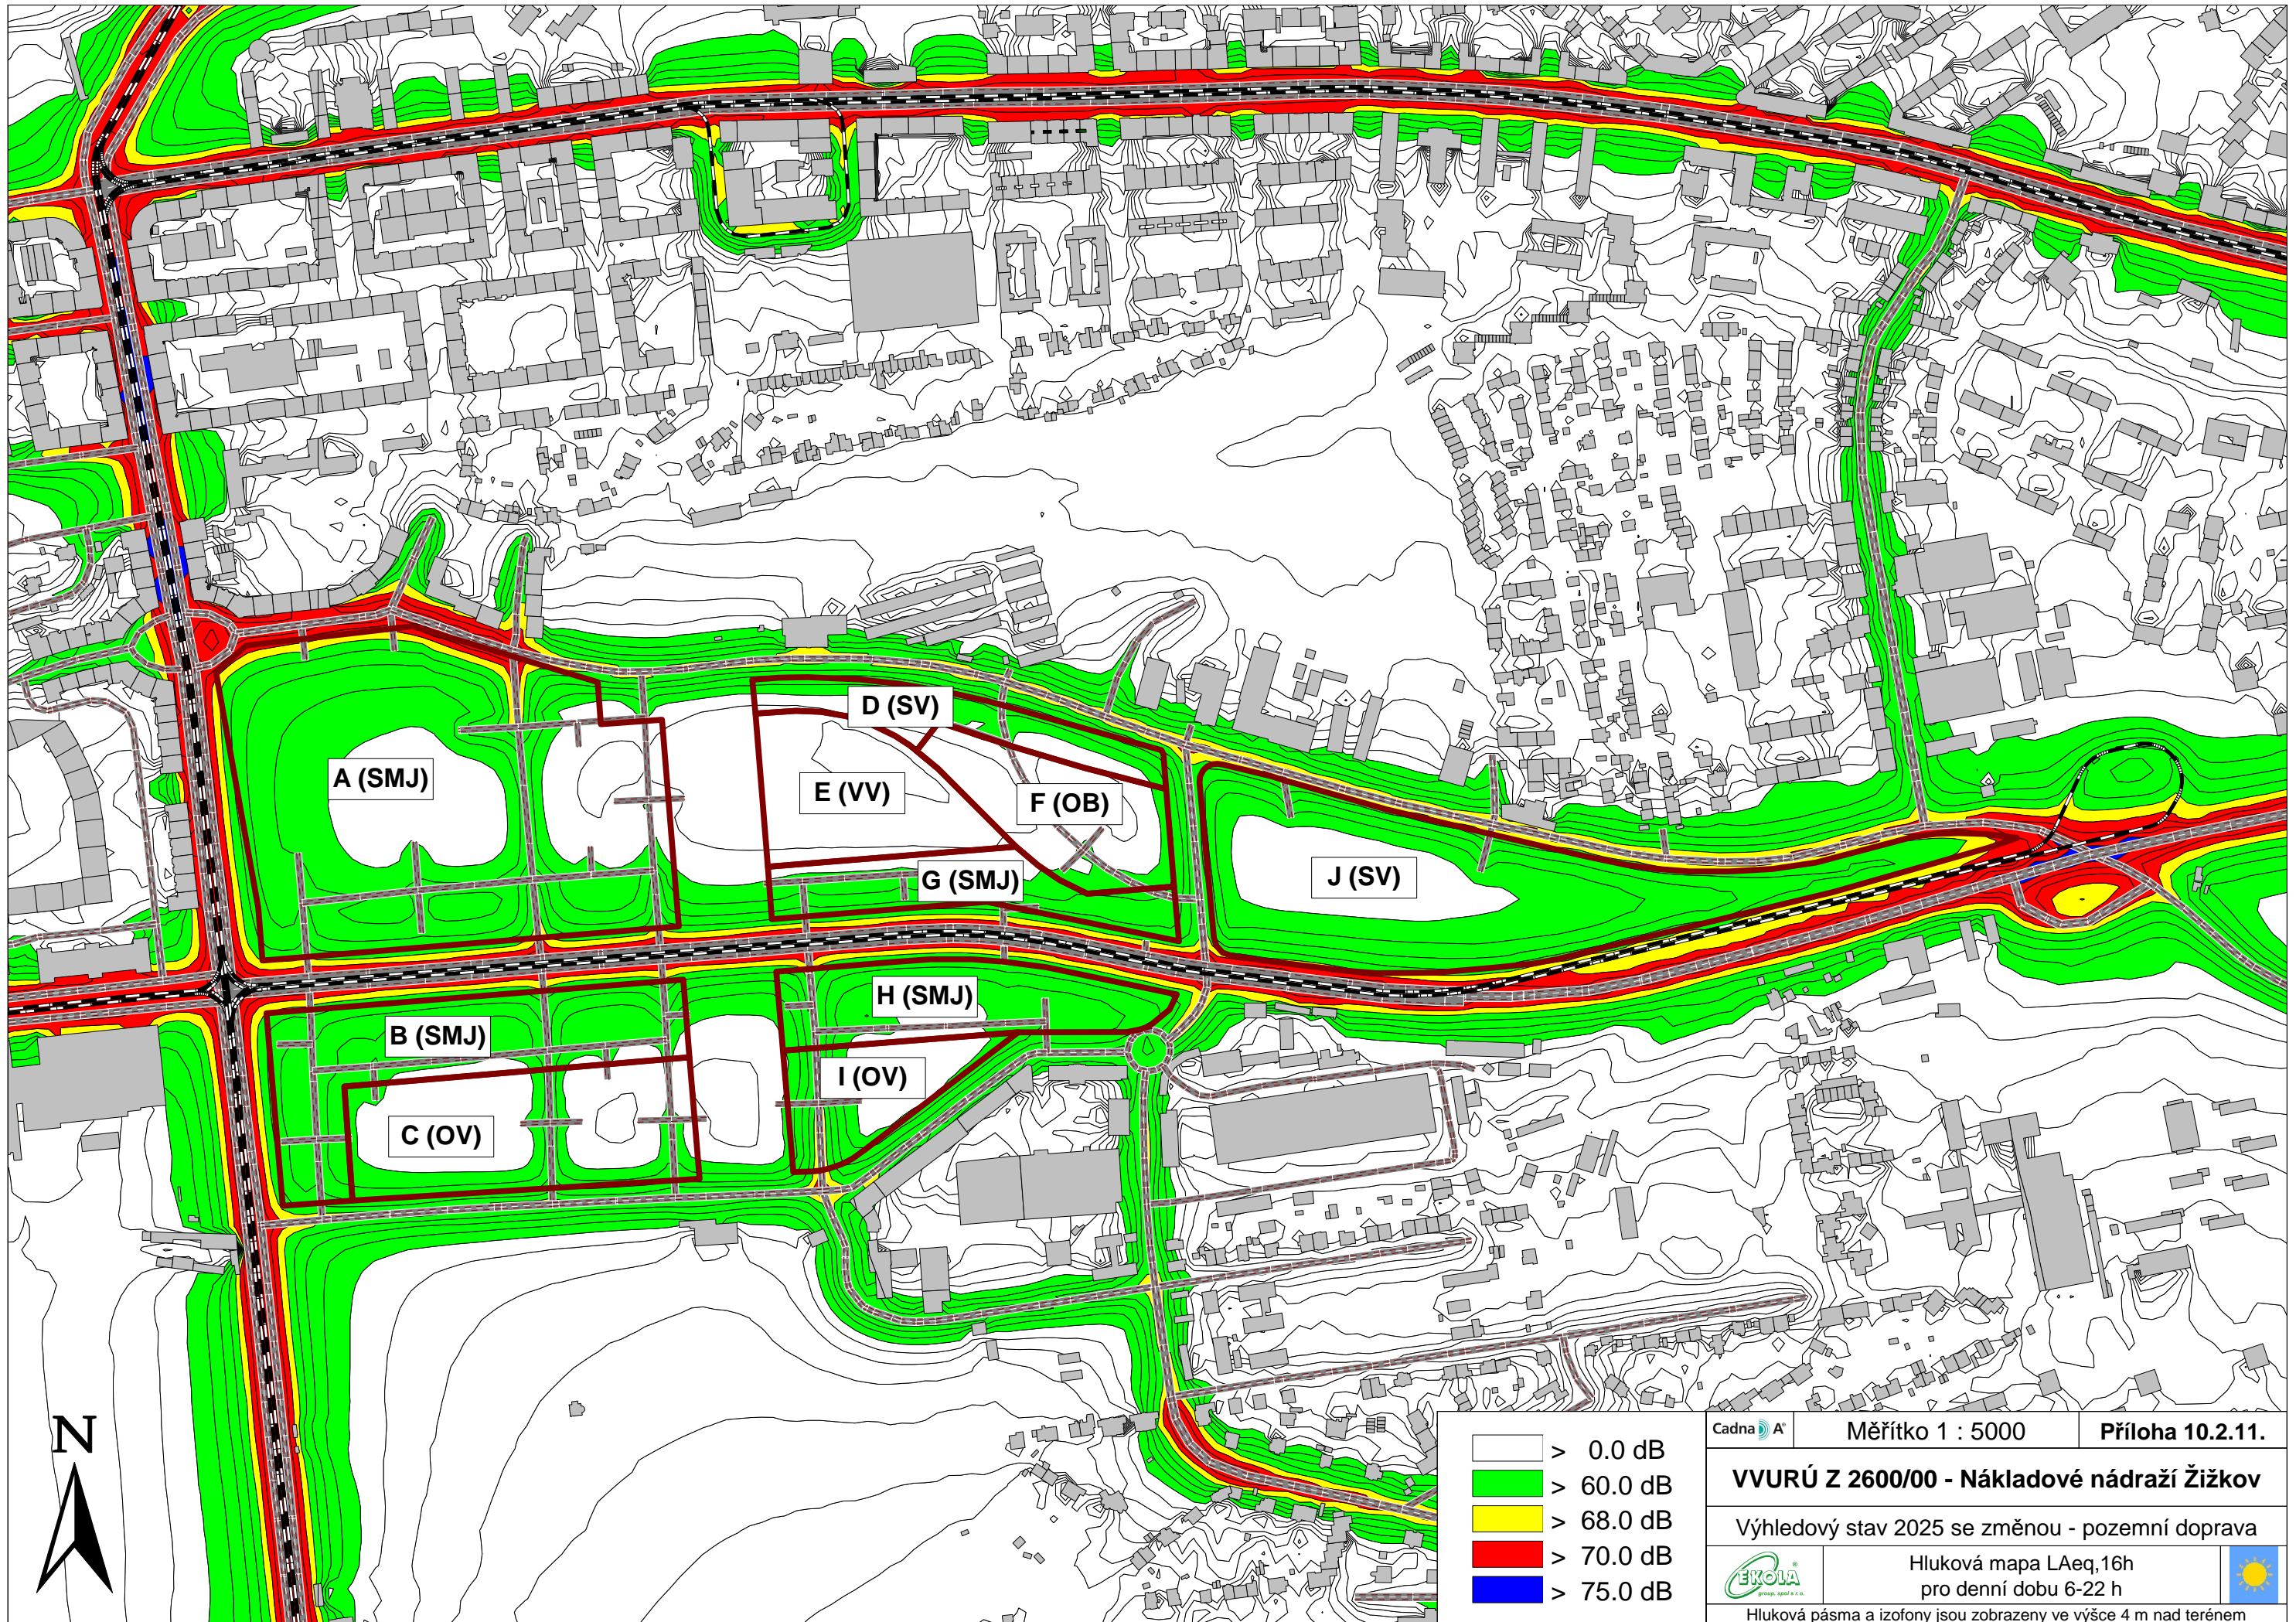 D (SV)
A (SMJ)
E (VV)
F (OB)
G (SMJ)
J (SV)
H (SMJ)
B (SMJ)
I (OV)
C (OV)
N
> 0.0 dB
> 60.0 dB
> 68.0 dB
> 70.0 dB
> 75.0 dB
Cadna A®
Měřítko 1 : 5000
Příloha 10.2.11.
VVURÚ Z 2600/00 - Nákladové nádraží Žižkov
Výhledový stav 2025 se změnou - pozemní doprava
EKOLA ®
group, spol s r.o.
Hluková mapa LAeq,16h
pro denní dobu 6-22 h
Hluková pásma a izofony jsou zobrazeny ve výšce 4 m nad terénem